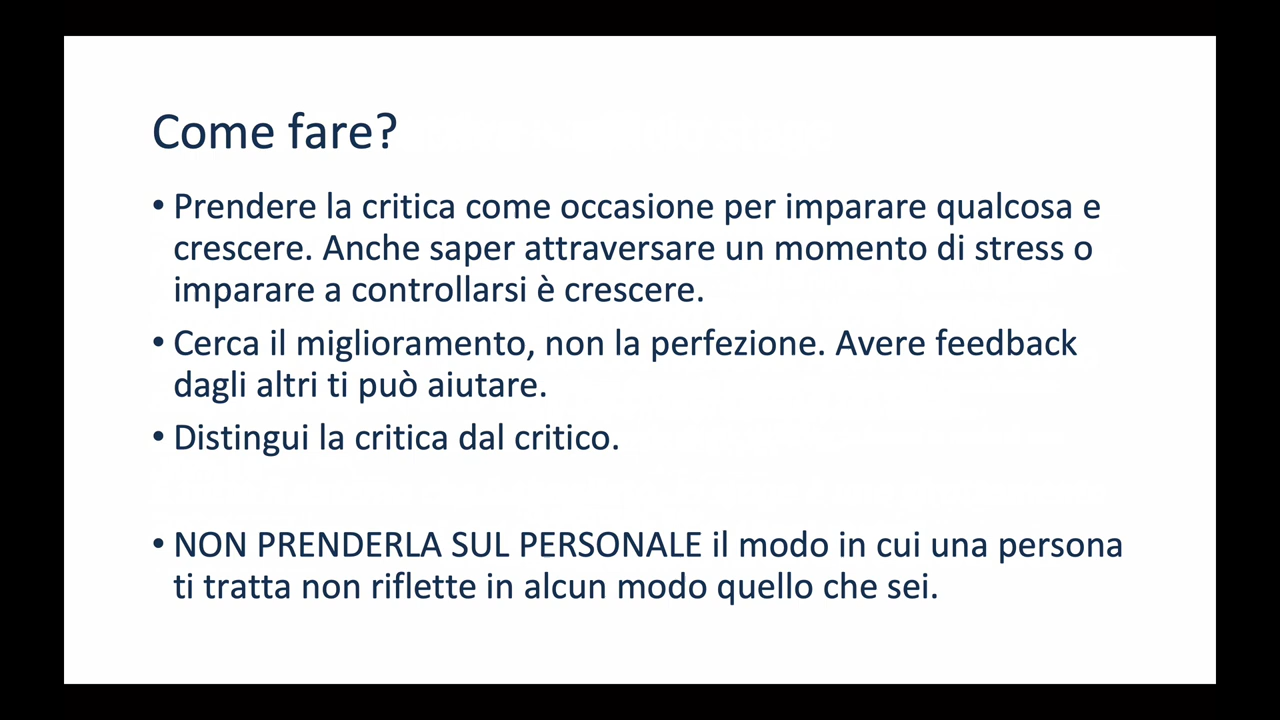 Come fare?
• Prendere la critica come occasione per imparare qualcosa e
crescere. Anche saper attraversare un momento di stress o
imparare a controllarsi è crescere.
• Cerca il miglioramento, non la perfezione. Avere feedback
dagli altri ti può aiutare.
• Distingui la critica dal critico.
• NON PRENDERLA SUL PERSONALE il modo in cui una persona
ti tratta non riflette in alcun modo quello che sei.